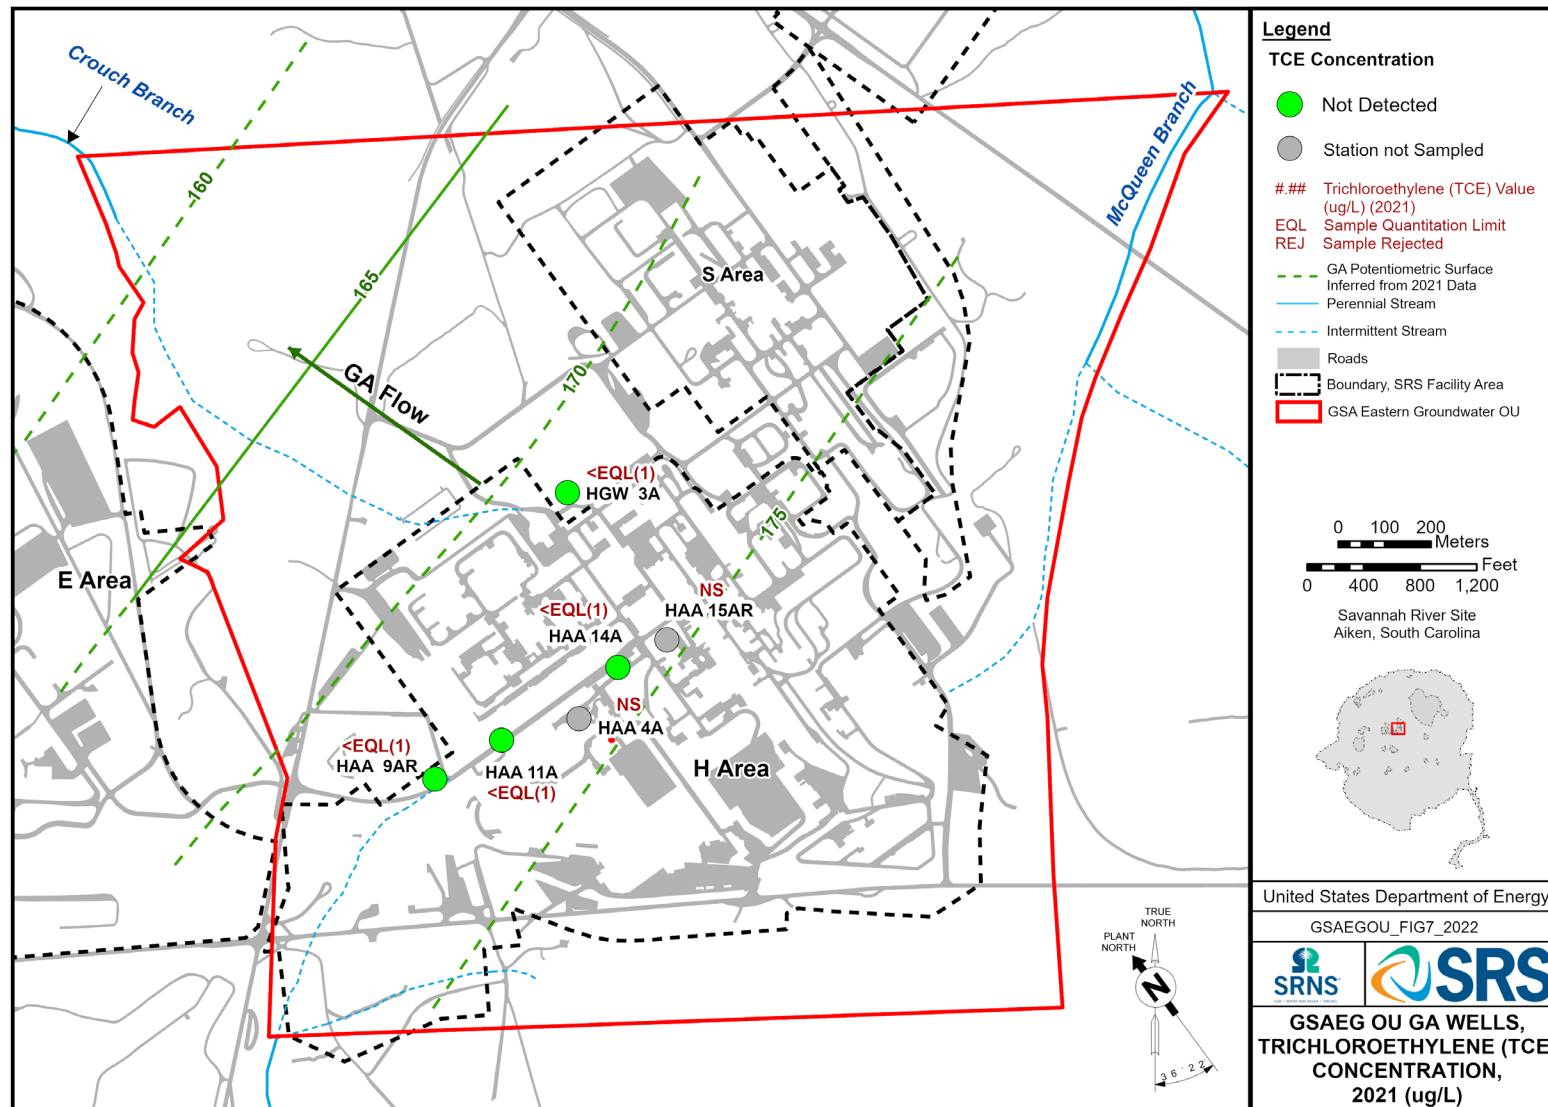 Crouch Branch
160
165
McQueen Branch
S Area
GA Flow
170
<EQL(1)
HGW 3A
175
E Area
NS
HAA 15AR
<EQL(1)
HAA 14A
NS
HAA 4A
<EQL(1)
HAA 9AR
HAA 11A
<EQL(1)
H Area
TRUE
NORTH
PLANT
NORTH
N
36°22'
Legend
TCE Concentration
Not Detected
Station not Sampled
#.## Trichloroethylene (TCE) Value
(ug/L) (2021)
EQL Sample Quantitation Limit
REJ Sample Rejected
GA Potentiometric Surface
Inferred from 2021 Data
Perennial Stream
Intermittent Stream
Roads
Boundary, SRS Facility Area
GSA Eastern Groundwater OU
0 100 200
Meters
Feet
0 400 800 1,200
Savannah River Site
Aiken, South Carolina
United States Department of Energy
GSAEGOU_FIG7_2022
SRNS
SRS
GSAEG OU GA WELLS,
TRICHLOROETHYLENE (TCE
CONCENTRATION,
2021 (ug/L)